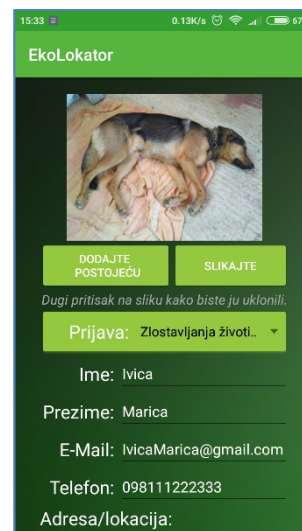 15:33 0.13K/s 67
EkoLokator
DODAJTE POSTOJEĆU
SLIKAJTE
Dugi pritisak na sliku kako biste ju uklonili.
Prijava: Zlostavljanja životi..
Ime: Ivica
Prezime: Marica
E-Mail: IvicaMarica@gmail.com
Telefon: 098111222333
Adresa/lokacija: